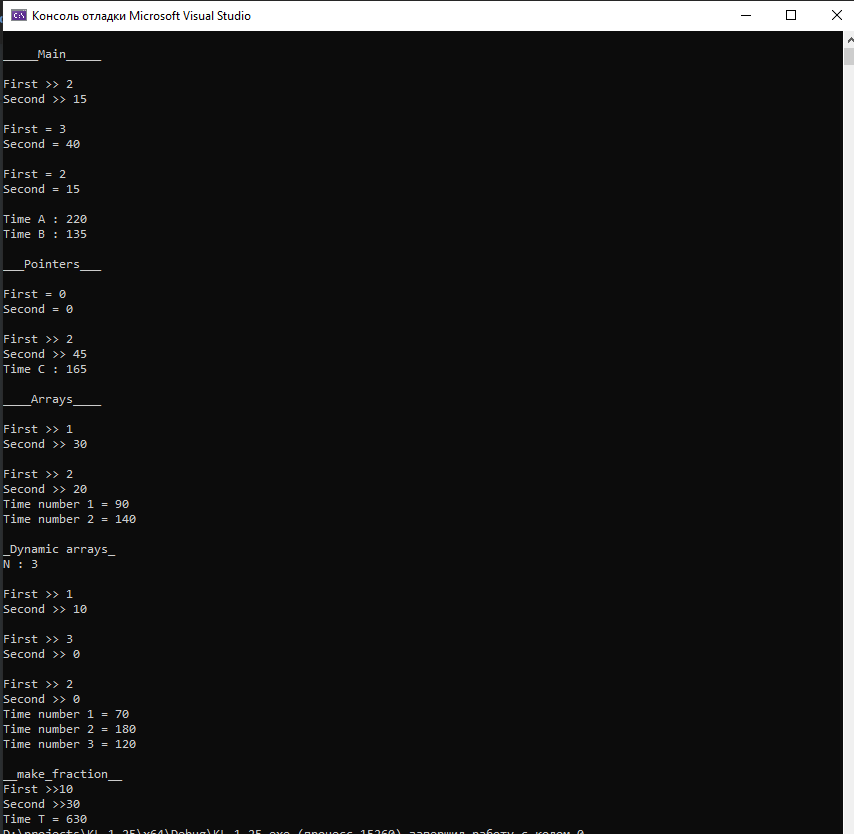 Консоль отладки Microsoft Visual Studio
_____Main_____
First >> 2
Second >> 15
First = 3
Second = 40
First = 2
Second = 15
Time A : 220
Time B : 135
___Pointers___
First = 0
Second = 0
First >> 2
Second >> 45
Time C : 165
____Arrays____
First >> 1
Second >> 30
First >> 2
Second >> 20
Time number 1 = 90
Time number 2 = 140
_Dynamic arrays_
N : 3
First >> 1
Second >> 10
First >> 3
Second >> 0
First >> 2
Second >> 0
Time number 1 = 70
Time number 2 = 180
Time number 3 = 120
__make_fraction__
First >>10
Second >>30
Time T = 630
D:\projects\KL_1_25\x64\Debug\KL_1_25.exe (процесс 15260) завершил работу с кодом 0